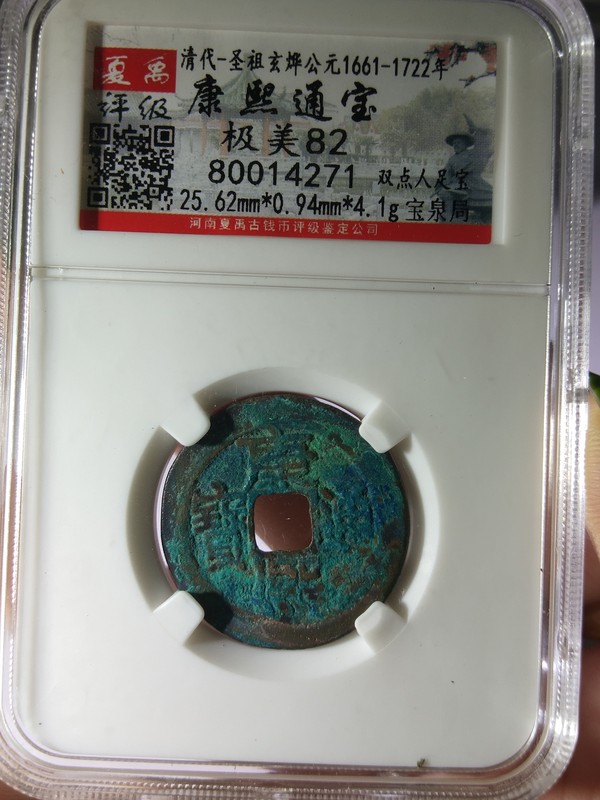 夏禹
评级
清代-圣祖玄烨公元1661-1722年
康熙通宝
极美82
80014271 双点人足宝
25.62mm*0.94mm*4.1g 宝泉局
河南夏禹古钱币评级鉴定公司
康熙